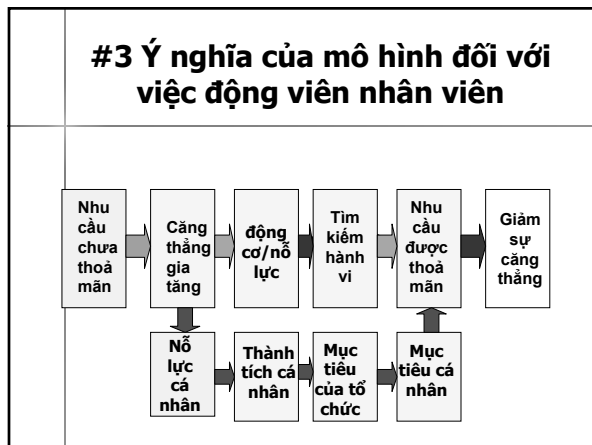 #3 Ý nghĩa của mô hình đối với
việc động viên nhân viên
Nhu
cầu
chưa
thoả
mãn
Căng
thẳng
gia
tăng
động
cơ/nỗ
lực
Tìm
kiếm
hành
vi
Nhu
cầu
được
thoả
mãn
Giảm
sự
căng
thẳng
Nỗ
lực cá
nhân
Thành
tích cá
nhân
Mục
tiêu
của tổ
chức
Mục
tiêu cá
nhân